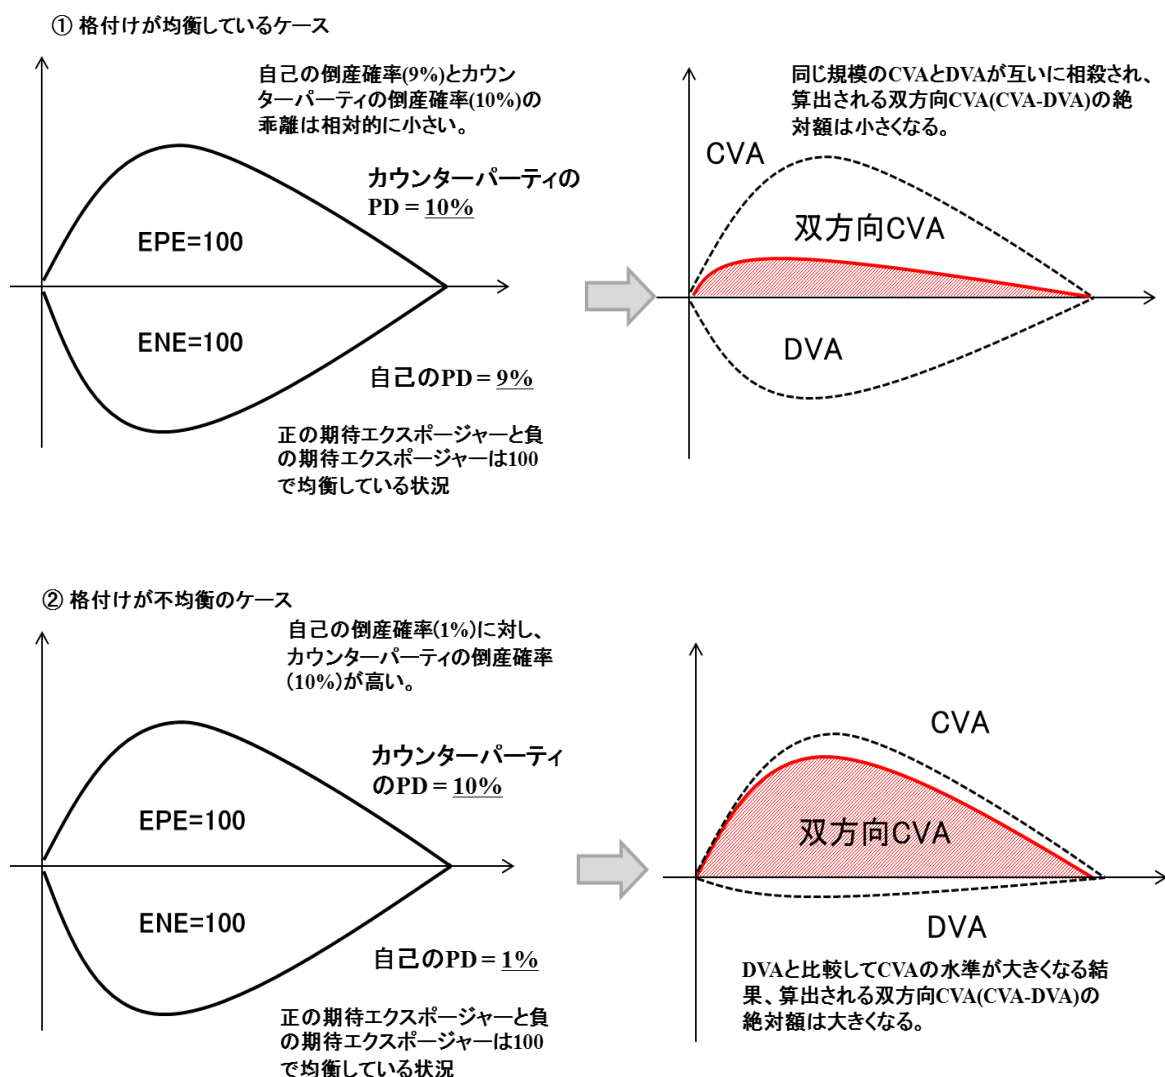 ① 格付けが均衡しているケース
自己の倒産確率(9%)とカウン
ターパーティの倒産確率(10%)の
乖離は相対的に小さい。
カウンターパーティの
PD = 10%
EPE=100
ENE=100
自己のPD = 9%
正の期待エクスポージャーと負
の期待エクスポージャーは100
で均衡している状況
同じ規模のCVAとDVAが互いに相殺され、
算出される双方向CVA(CVA-DVA)の絶
対額は小さくなる。
CVA
双方向CVA
DVA
② 格付けが不均衡のケース
自己の倒産確率(1%)に対し、
カウンターパーティの倒産確率
(10%)が高い。
カウンターパーティ
のPD = 10%
EPE=100
ENE=100
自己のPD = 1%
正の期待エクスポージャーと負
の期待エクスポージャーは100
で均衡している状況
CVA
双方向CVA
DVA
DVAと比較してCVAの水準が大きくなる結
果、算出される双方向CVA(CVA-DVA)の
絶対額は大きくなる。